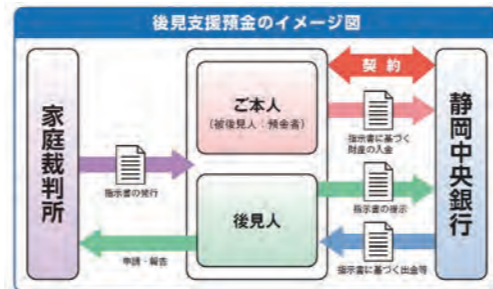 後見支援預金のイメージ図
家庭裁判所
指示書の発行
申請・報告
ご本人
(被後見人:預金者)
後見人
契約
指示書に基づく
財産の入金
指示書の提示
指示書に基づく出金等
静岡中央銀行